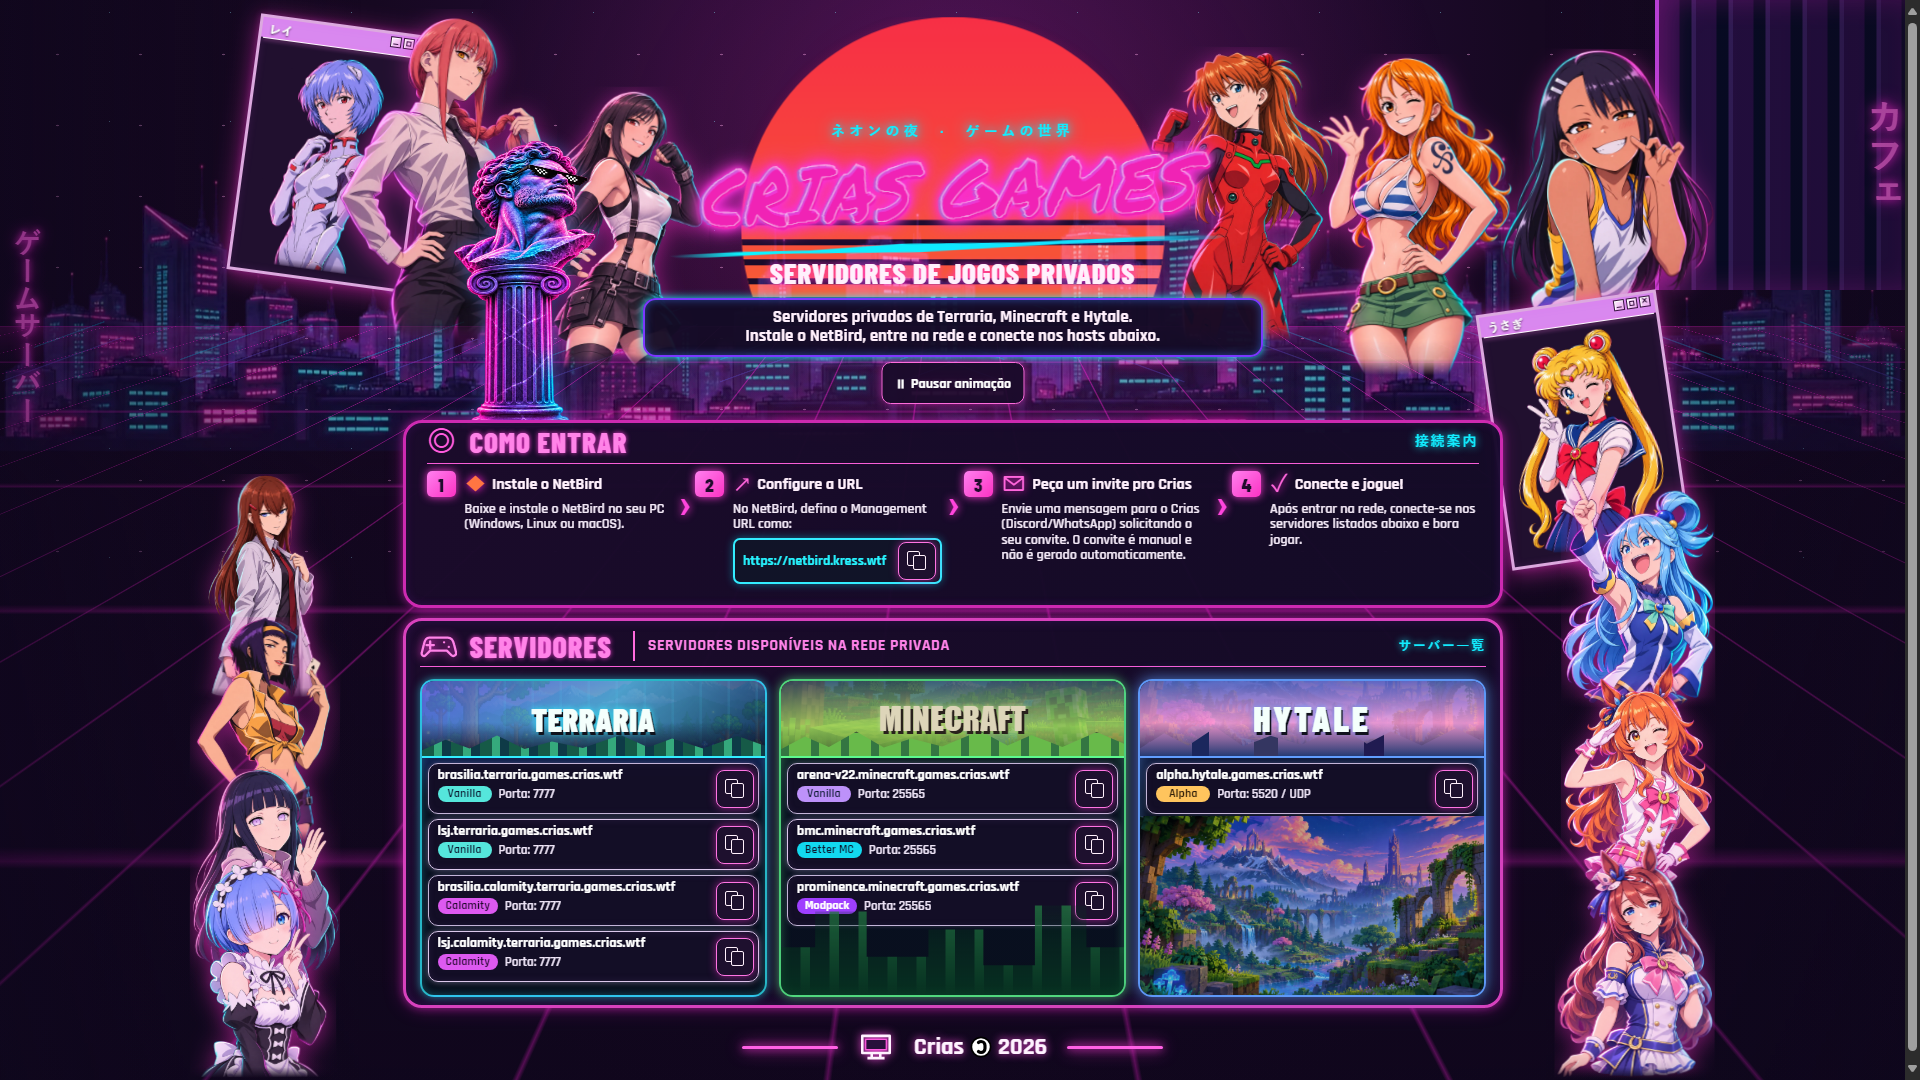 レイ
ネオンの夜 · ゲームの世界
CRIAS GAMES
SERVIDORES DE JOGOS PRIVADOS
Servidores privados de Terraria, Minecraft e Hytale.
Instale o NetBird, entre na rede e conecte nos hosts abaixo.
Pausar animação
カフェ
ゲームサーバー
うさぎ
COMO ENTRAR
接続案内
1
Instale o NetBird
Baixe e instale o NetBird no seu PC
(Windows, Linux ou macOS).
2
Configure a URL
No NetBird, defina o Management
URL como:
https://netbird.kress.wtf
3
Peça um invite pro Crias
Envie uma mensagem para o Crias
(Discord/WhatsApp) solicitando o
seu convite. O convite é manual e
não é gerado automaticamente.
4
Conecte e jogue!
Após entrar na rede, conecte-se nos
servidores listados abaixo e bora
jogar.
SERVIDORES
SERVIDORES DISPONÍVEIS NA REDE PRIVADA
サーバー一覧
TERRARIA
brasilia.terraria.games.crias.wtf
Vanilla Porta: 7777
lsj.terraria.games.crias.wtf
Vanilla Porta: 7777
brasilia.calamity.terraria.games.crias.wtf
Calamity Porta: 7777
lsj.calamity.terraria.games.crias.wtf
Calamity Porta: 7777
MINECRAFT
arena-v22.minecraft.games.crias.wtf
Vanilla Porta: 25565
bmc.minecraft.games.crias.wtf
Better MC Porta: 25565
prominence.minecraft.games.crias.wtf
Modpack Porta: 25565
HYTALE
alpha.hytale.games.crias.wtf
Alpha Porta: 5520 / UDP
Crias 2026